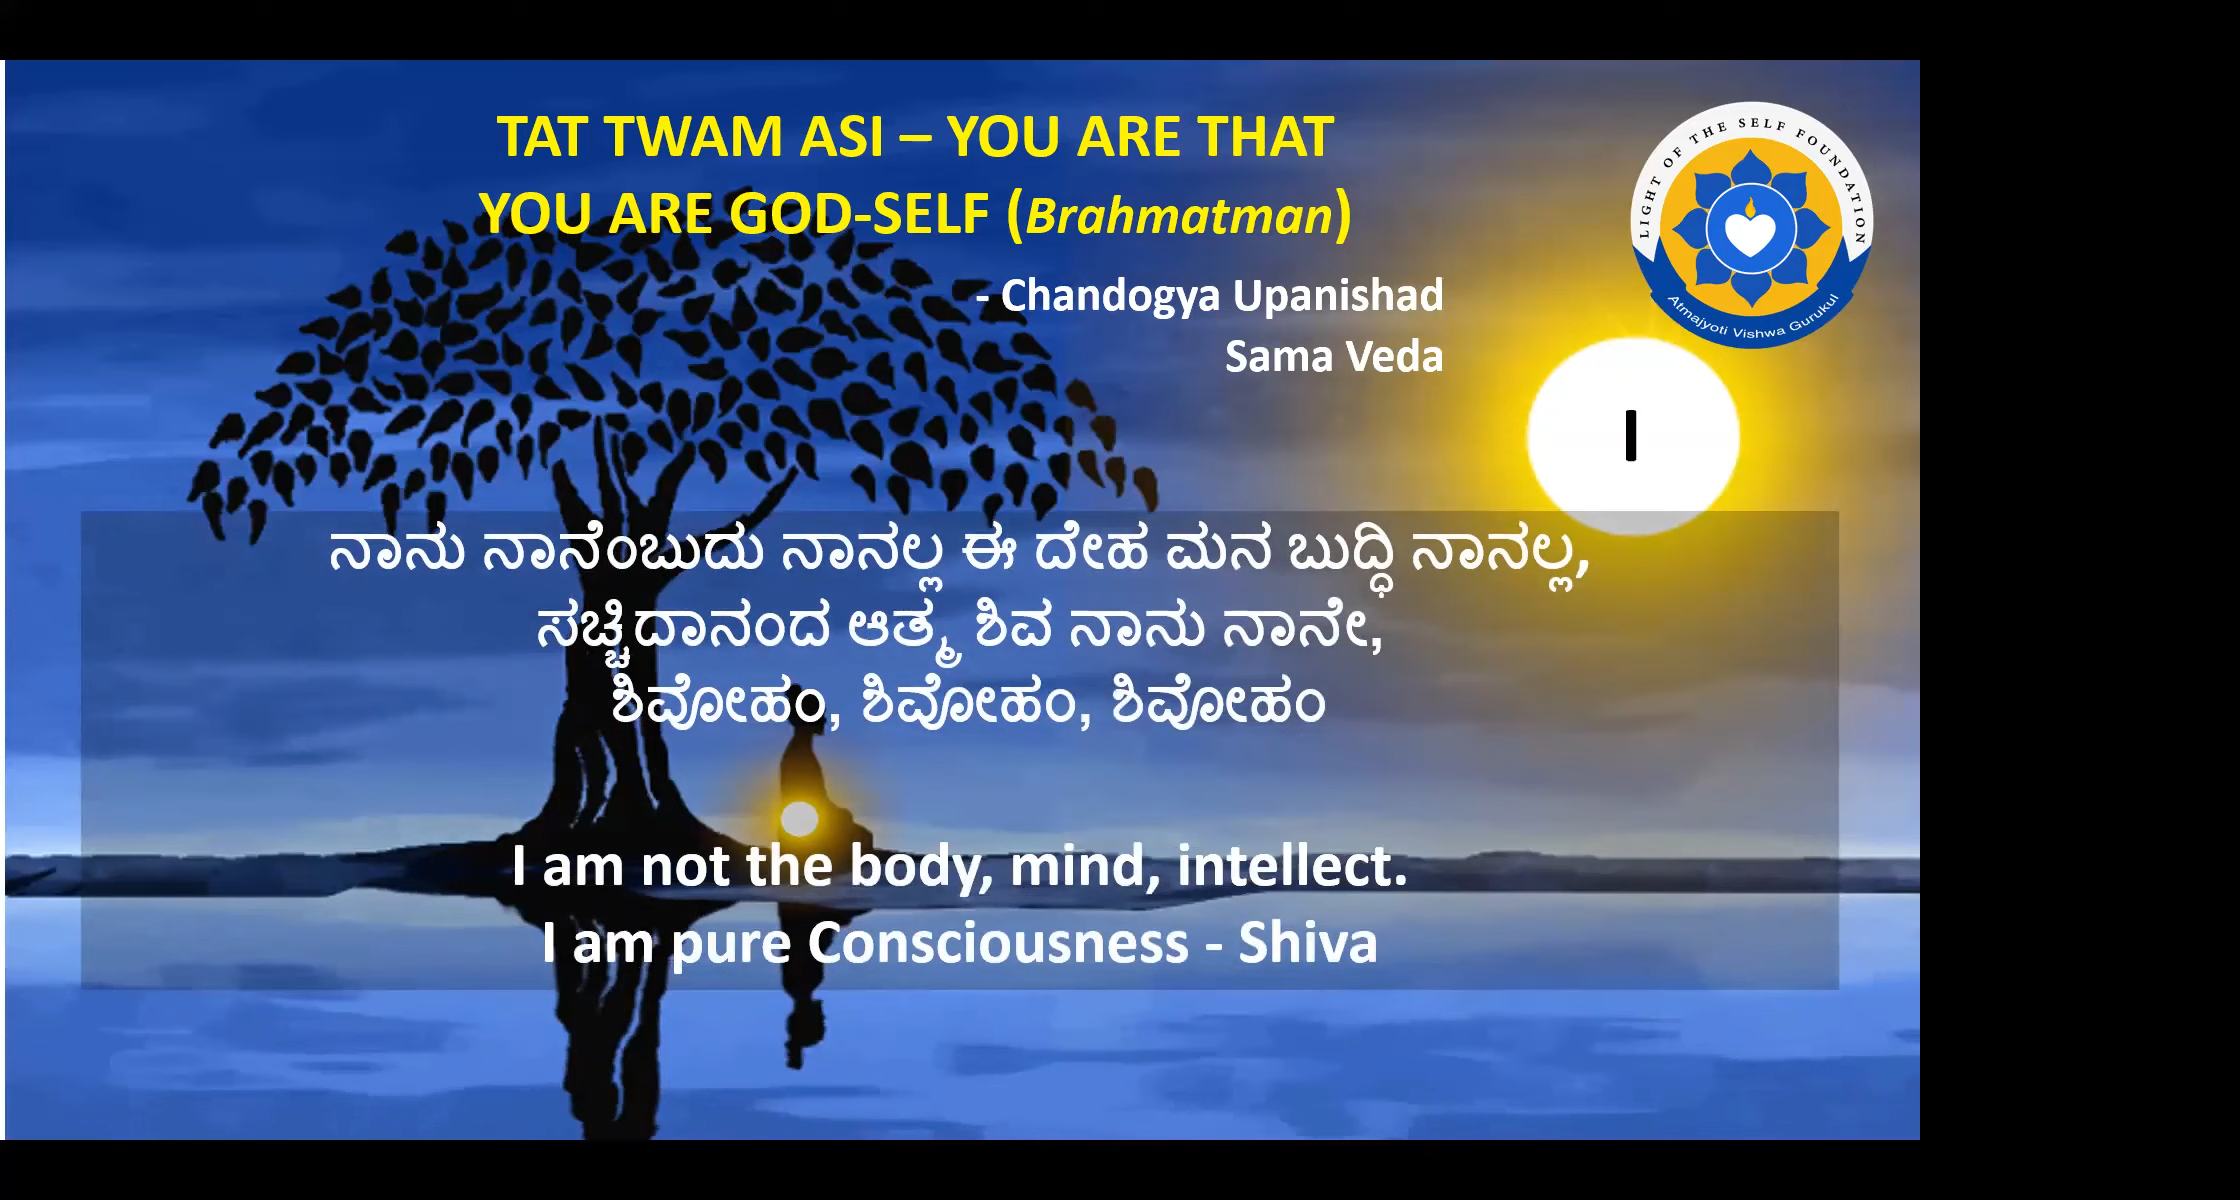 TAT TWAM ASI – YOU ARE THAT
YOU ARE GOD-SELF (Brahmatman)
- Chandogya Upanishad
Sama Veda
LIGHT OF THE SELF FOUNDATION
Atmajyoti Vishwa Gurukul
I
ನಾನು ನಾನೆಂಬುದು ನಾನಲ್ಲ ಈ ದೇಹ ಮನ ಬುದ್ಧಿ ನಾನಲ್ಲ,
ಸಚ್ಚಿದಾನಂದ ಆತ್ಮ ಶಿವ ನಾನು ನಾನೇ,
ಶಿವೋಹಂ, ಶಿವೋಹಂ, ಶಿವೋಹಂ
I am not the body, mind, intellect.
I am pure Consciousness - Shiva